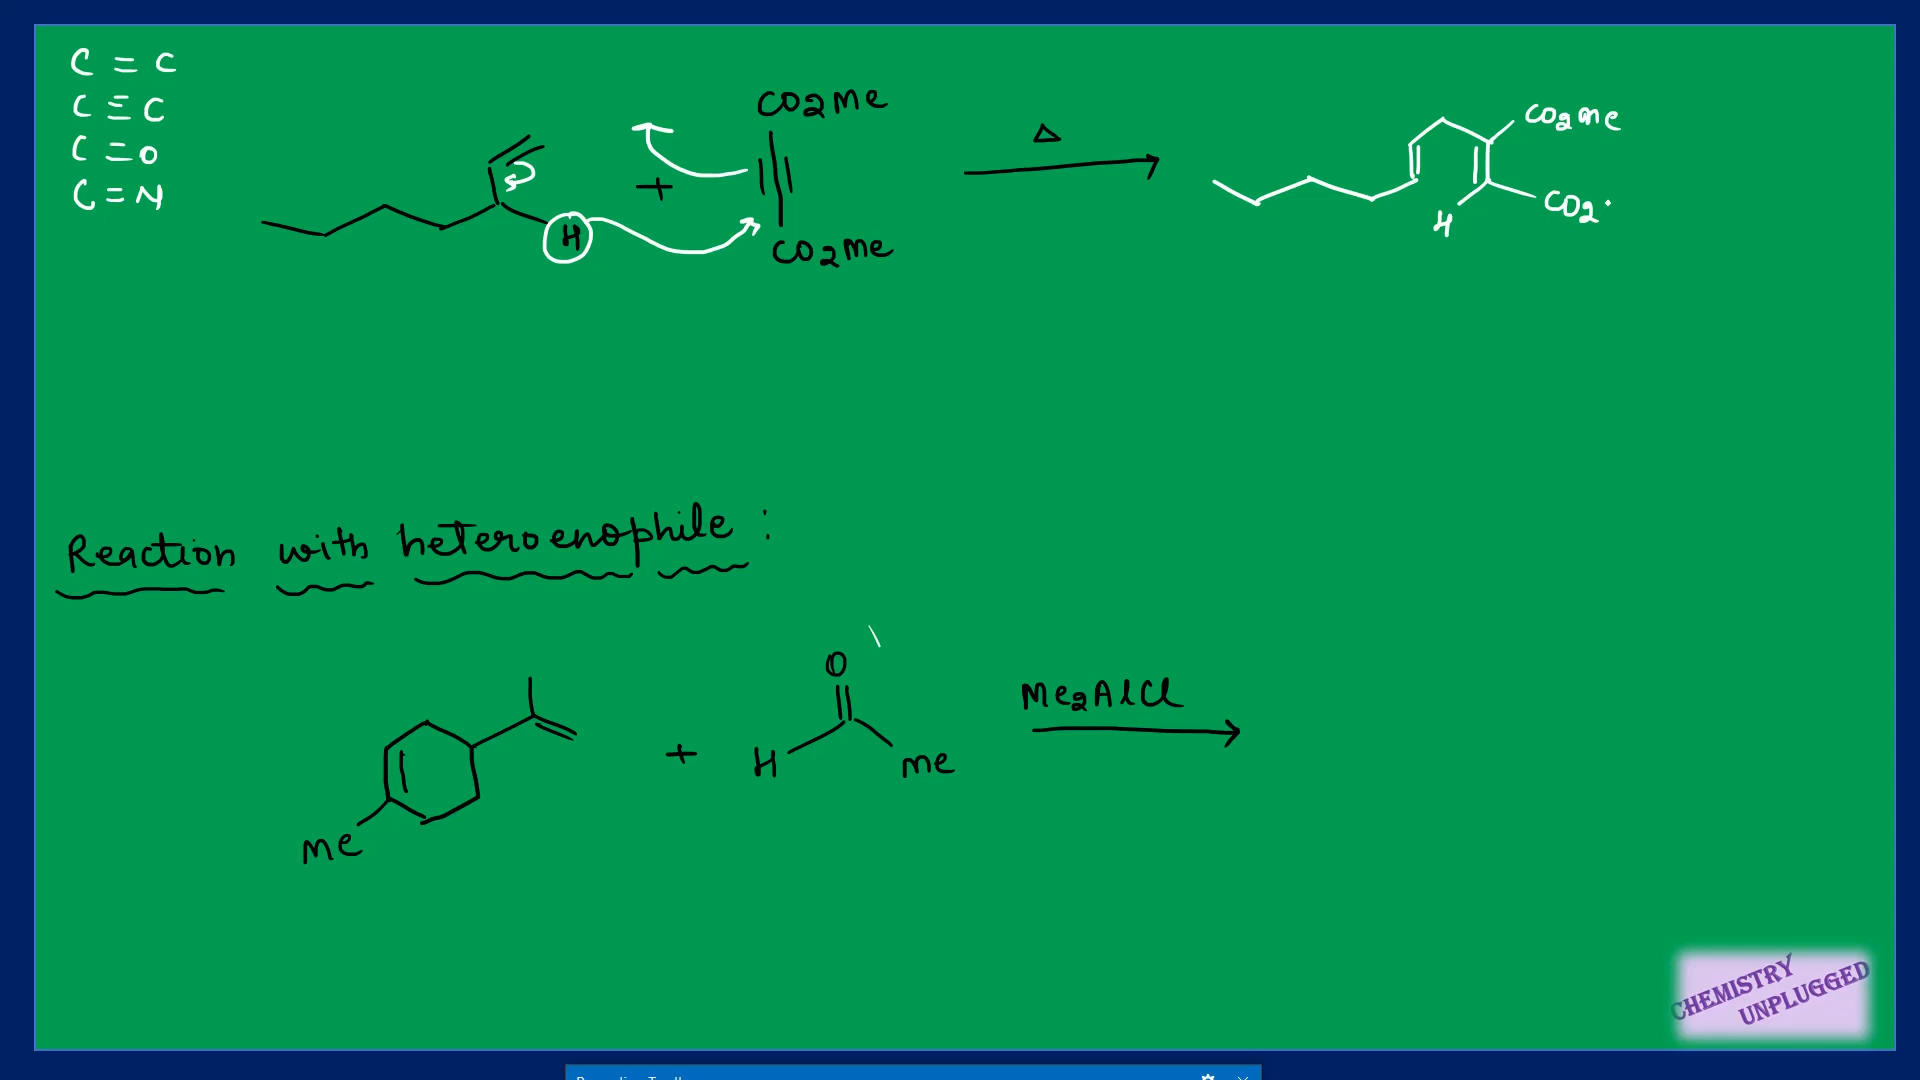 C = C
C ≡ C
C = O
C = N
H
+
CO2Me
CO2Me
Δ
CO2Me
CO2
H
Reaction with heteroenophile :
Me
+
O
H
Me
Me2AlCl
CHEMISTRY
UNPLUGGED